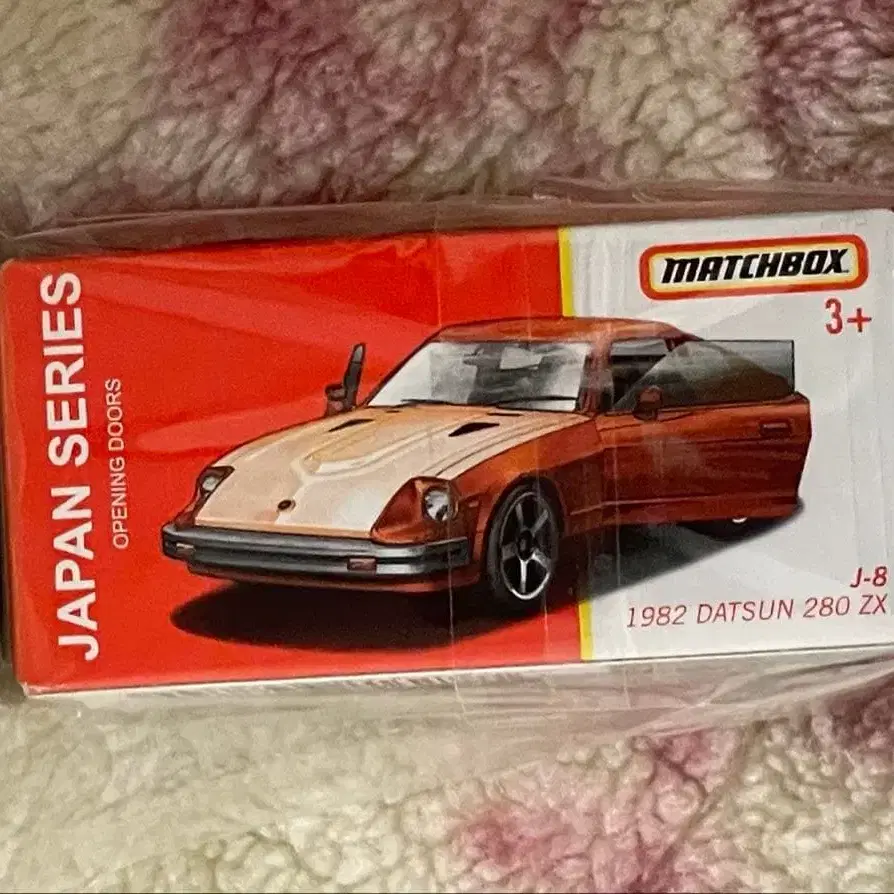 JAPAN SERIES
OPENING DOORS
MATCHBOX
3+
J-8
1982 DATSUN 280 ZX